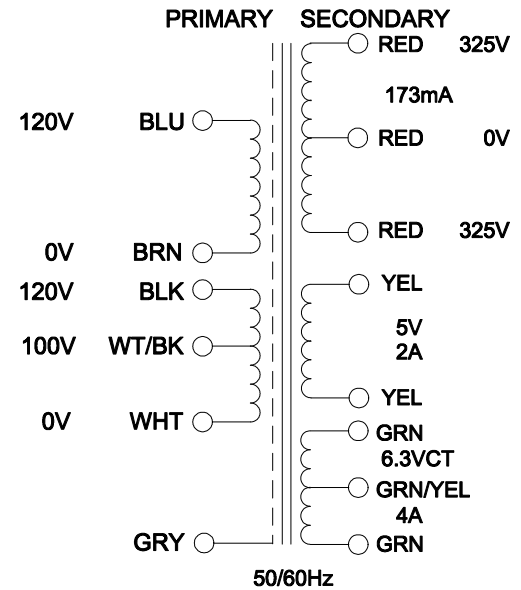 PRIMARY SECONDARY
RED 325V
173mA
120V BLU
RED 0V
RED 325V
0V BRN
120V BLK
YEL
5V
100V WT/BK
2A
YEL
0V WHT
GRN
6.3VCT
GRN/YEL
4A
GRY
GRN
50/60Hz